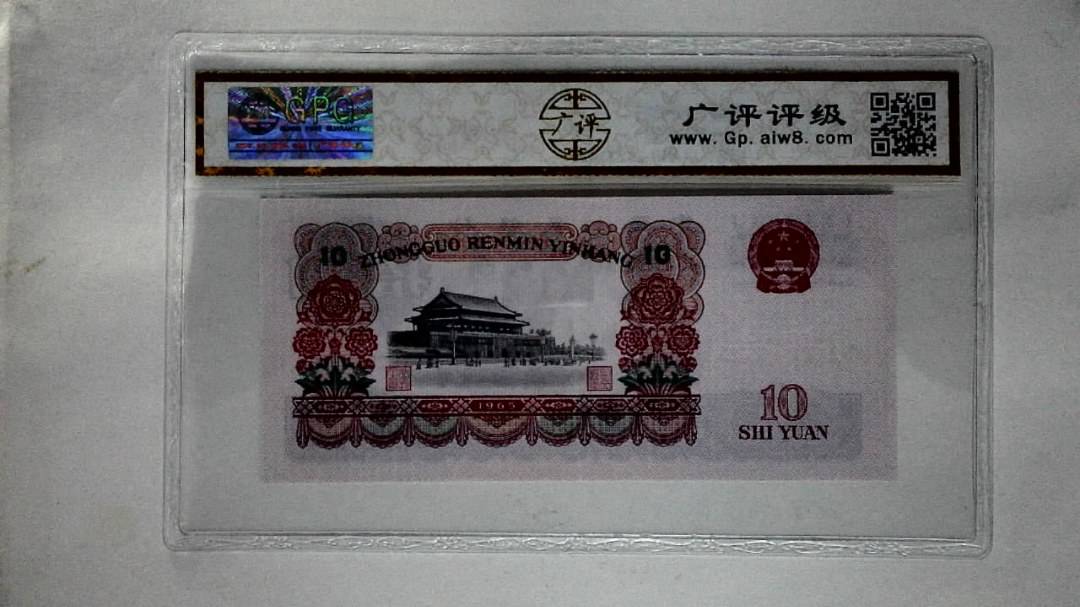 GPG
广评
广评评级
www. Gp. aiw8. com
10 ZHONGGUO RENMIN YINHANG 10
1965
10
SHI YUAN